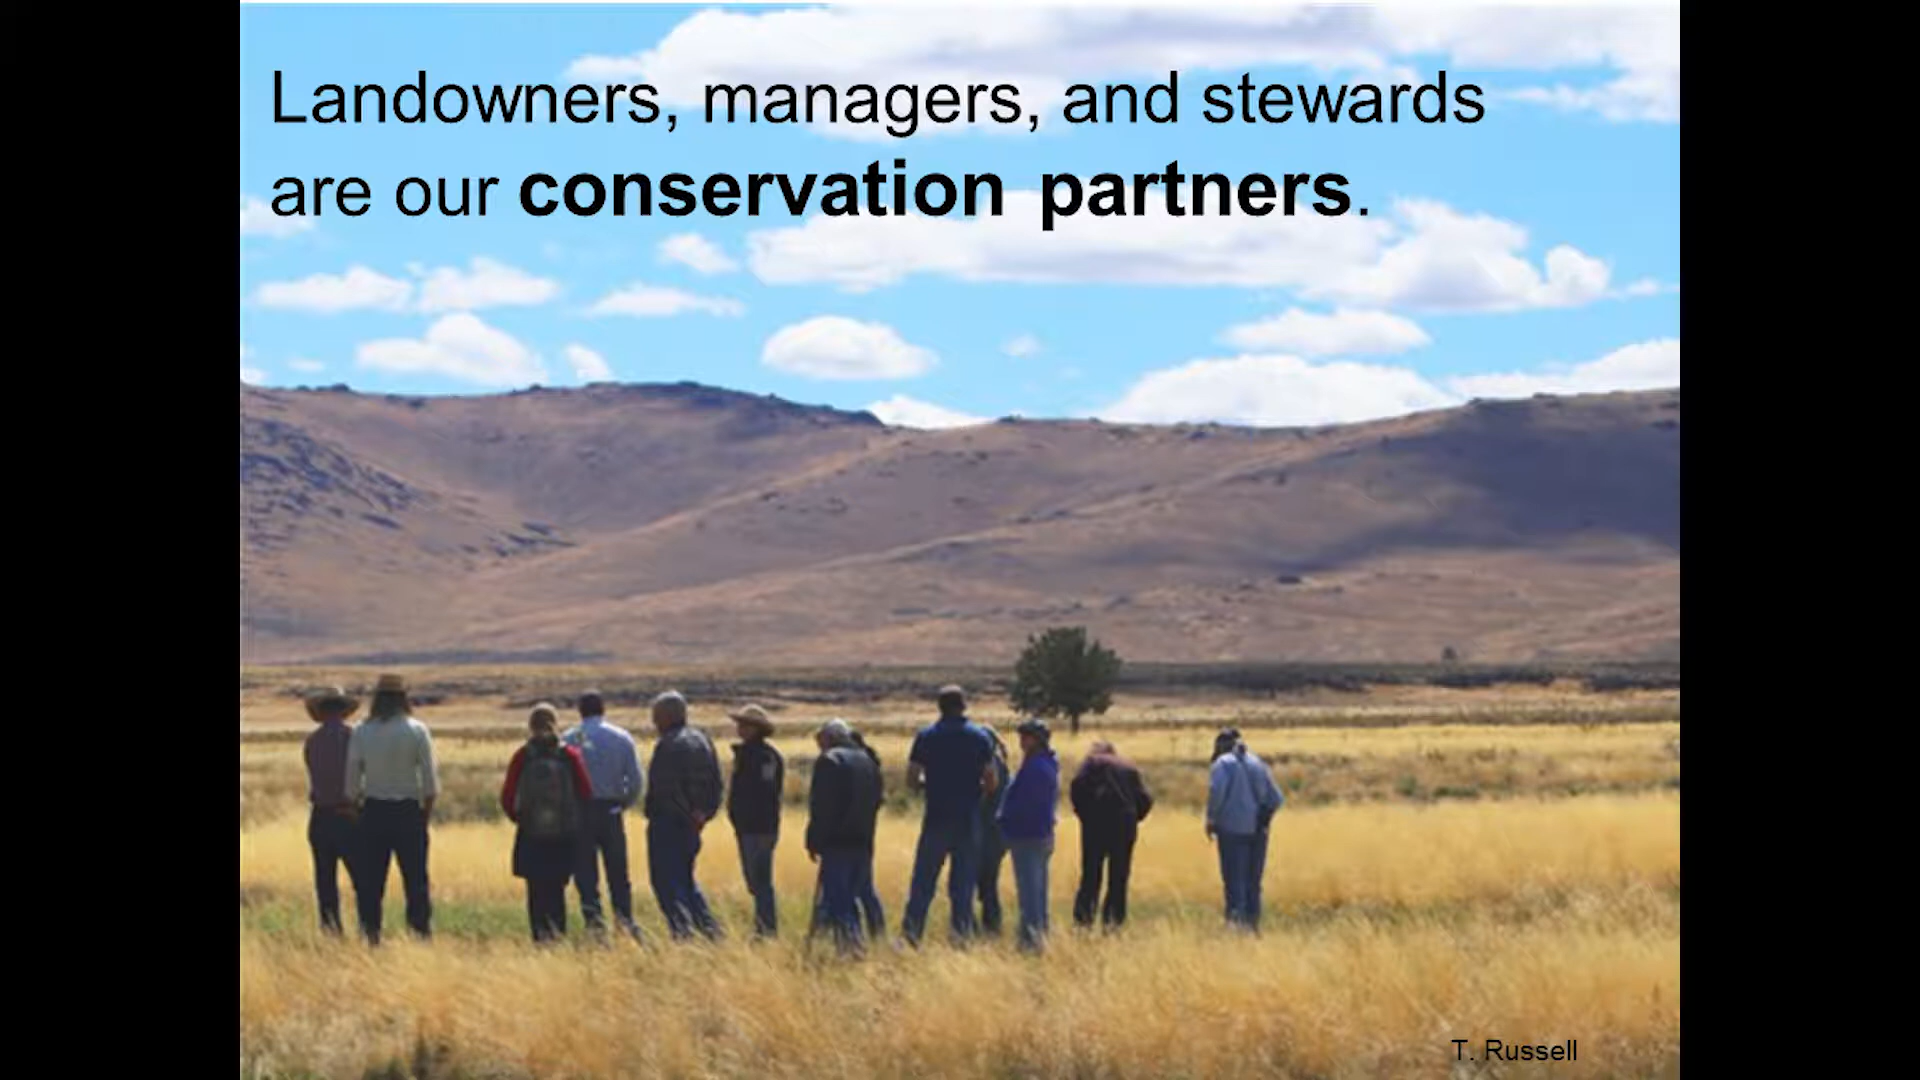 Landowners, managers, and stewards
are our conservation partners.
T. Russell